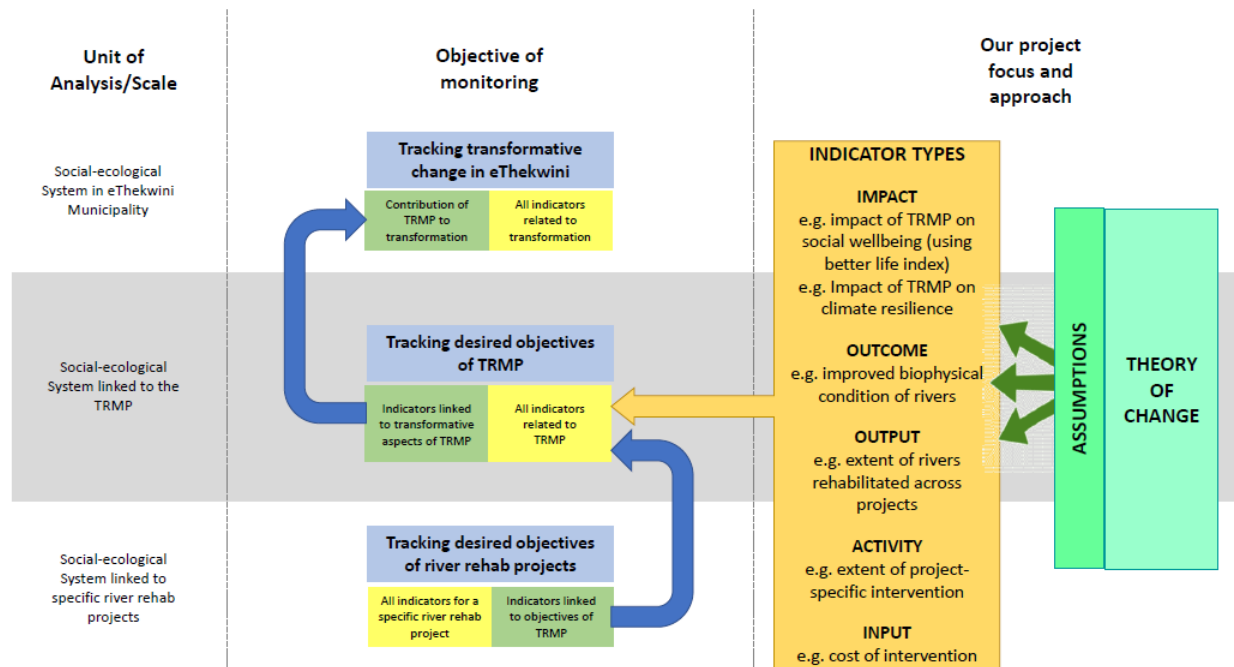 Unit of
Analysis/Scale
Objective of
monitoring
Our project
focus and
approach
Social-ecological
System in eThekwini
Municipality
Tracking transformative
change in eThekwini
Contribution of
TRMP to
transformation
All indicators
related to
transformation
Social-ecological
System linked to the
TRMP
Tracking desired objectives
of TRMP
Indicators linked
to transformative
aspects of TRMP
All indicators
related to
TRMP
Social-ecological
System linked to
specific river rehab
projects
Tracking desired objectives
of river rehab projects
All indicators for a
specific river rehab
project
Indicators linked
to objectives of
TRMP
INDICATOR TYPES
IMPACT
e.g. impact of TRMP on
social wellbeing (using
better life index)
e.g. Impact of TRMP on
climate resilience
OUTCOME
e.g. improved biophysical
condition of rivers
OUTPUT
e.g. extent of rivers
rehabilitated across
projects
ACTIVITY
e.g. extent of project-
specific intervention
INPUT
e.g. cost of intervention
ASSUMPTIONS
THEORY
OF
CHANGE